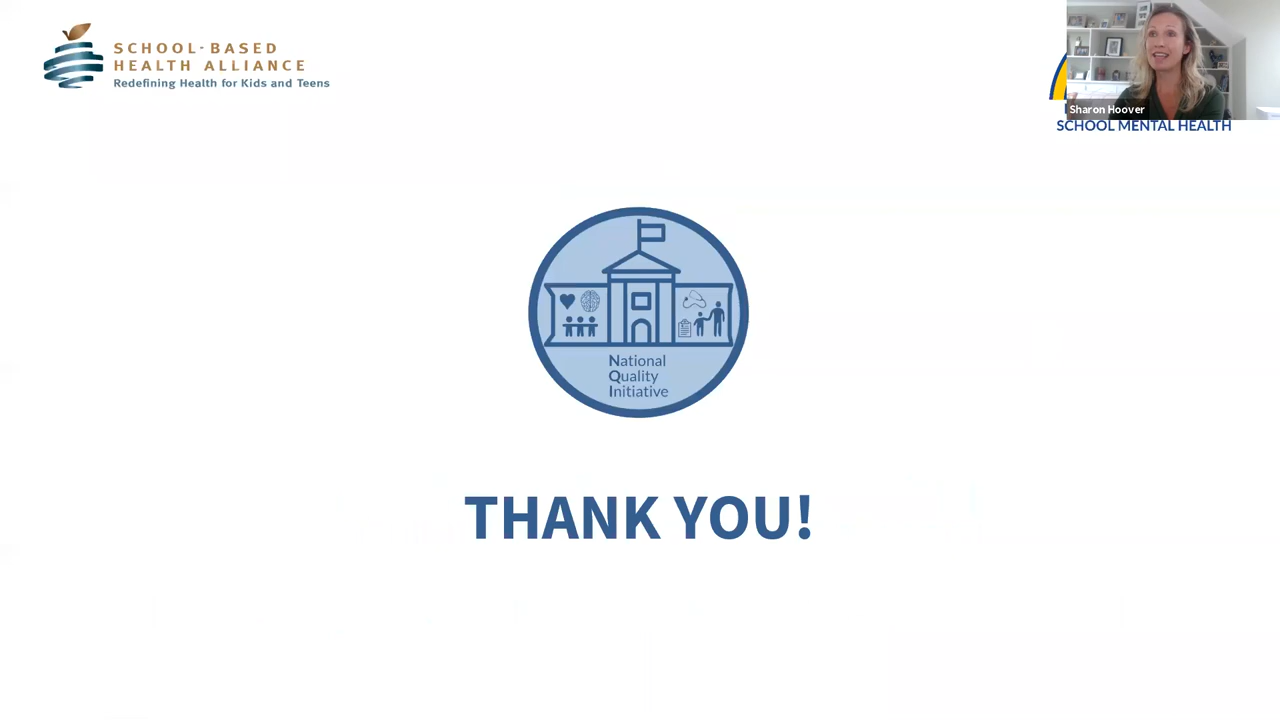 SCHOOL-BASED
HEALTH ALLIANCE
Redefining Health for Kids and Teens
Sharon Hoover
SCHOOL MENTAL HEALTH
National
Quality
Initiative
THANK YOU!